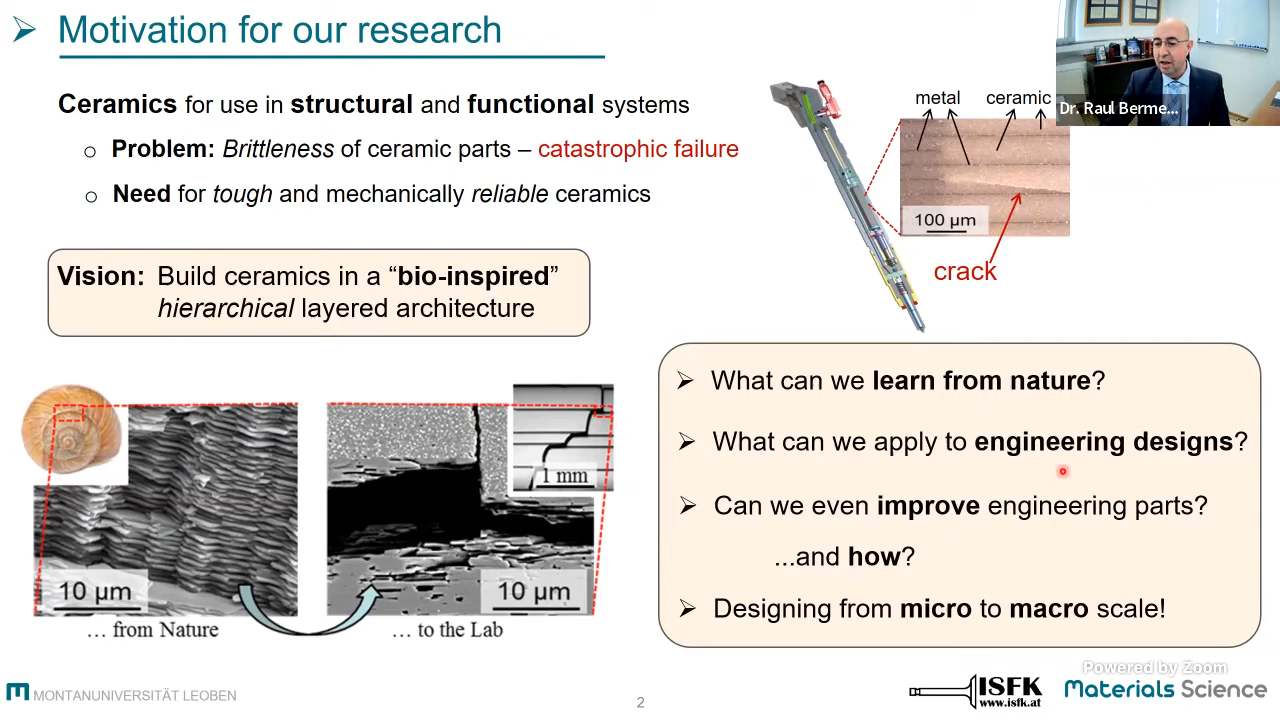 Motivation for our research
Ceramics for use in structural and functional systems
Problem: Brittleness of ceramic parts – catastrophic failure
Need for tough and mechanically reliable ceramics
Vision: Build ceramics in a “bio-inspired”
hierarchical layered architecture
metal
ceramic
100 µm
crack
Dr. Raul Berme...
1 mm
10 µm
10 µm
... from Nature
... to the Lab
What can we learn from nature?
What can we apply to engineering designs?
Can we even improve engineering parts?
...and how?
Designing from micro to macro scale!
Powered by Zoom
MONTANUNIVERSITÄT LEOBEN
2
ISFK
www.isfk.at
Materials Science